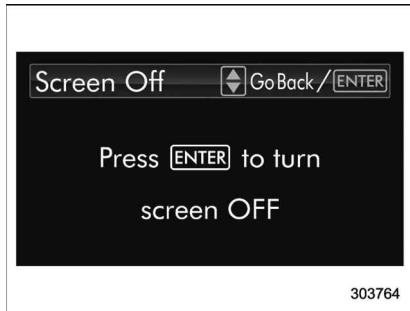 Screen Off Go Back / ENTER
Press ENTER to turn
screen OFF
303764